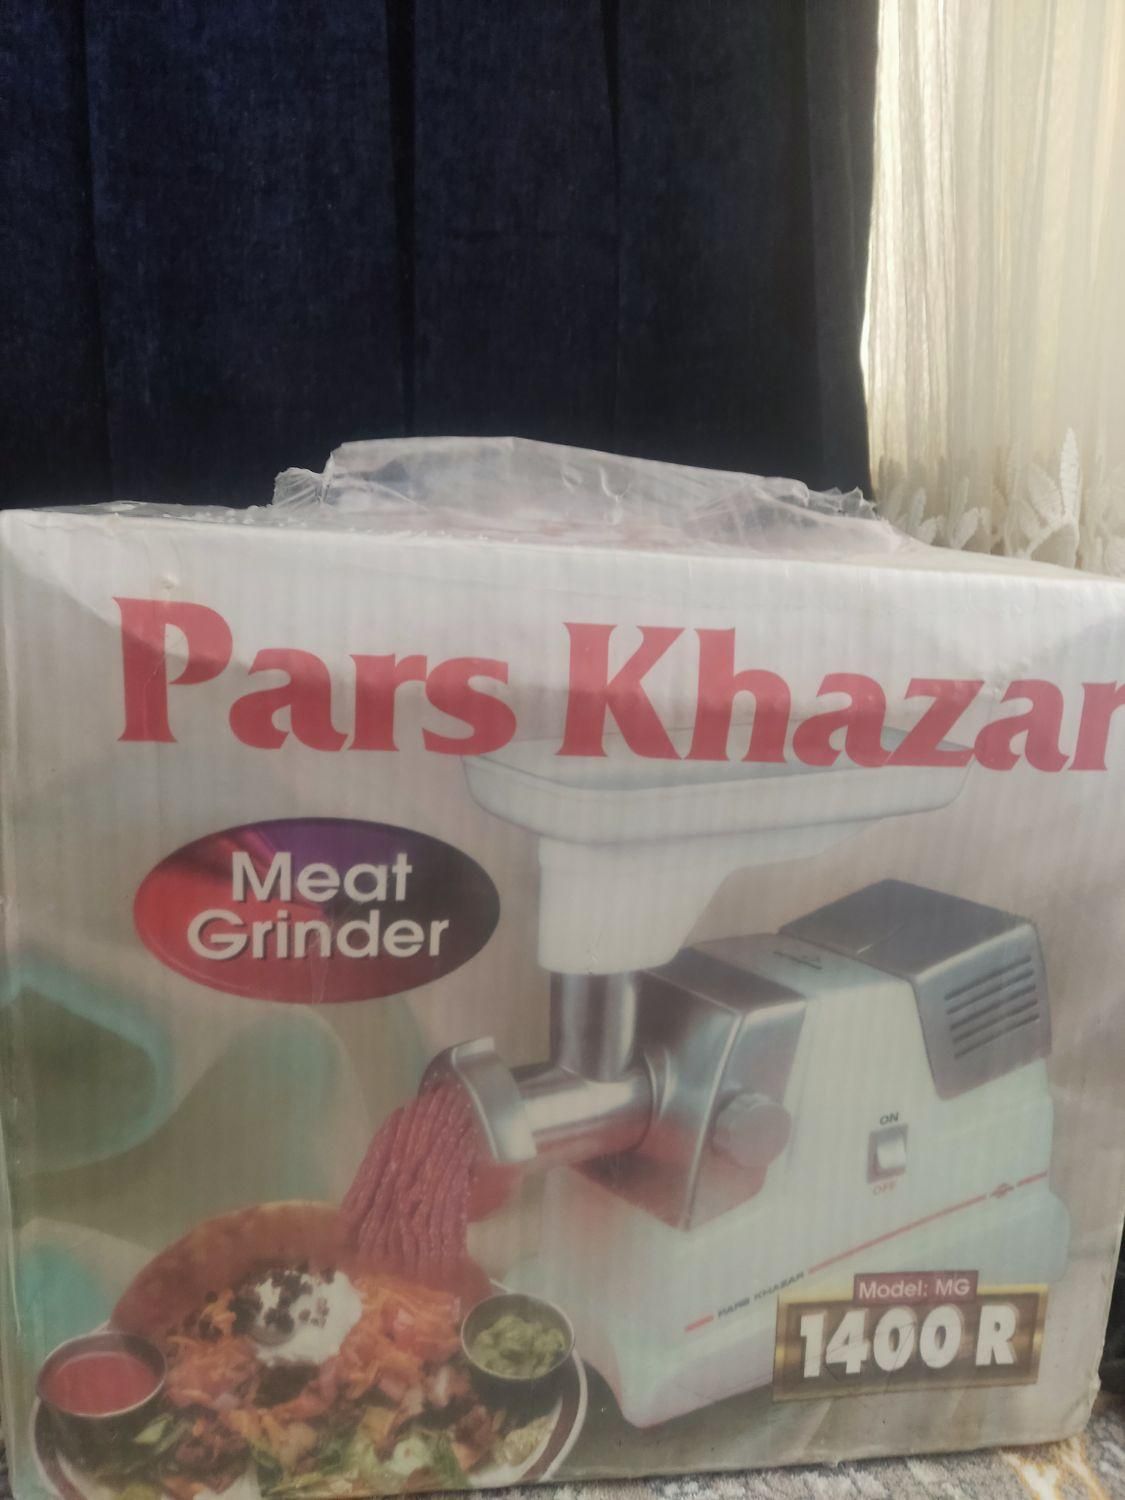 Pars Khazar
Meat
Grinder
ON
OFF
PARS KHAZAR
Model: MG
1400 R